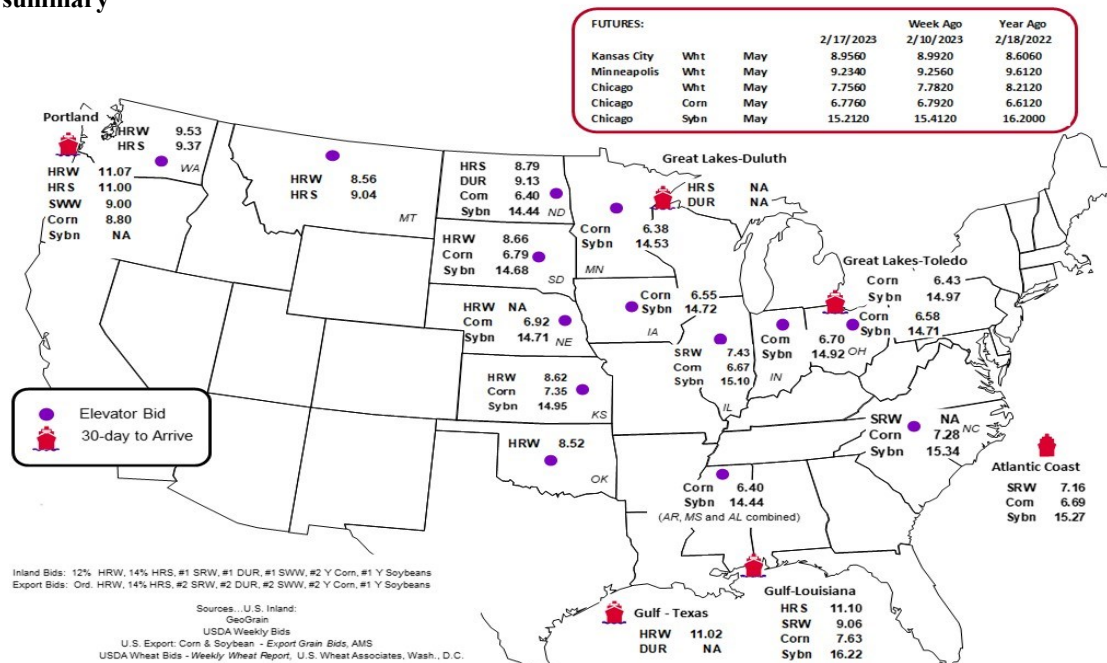 summary
FUTURES: Week Ago Year Ago
2/17/2023 2/10/2023 2/18/2022
Kansas City Wht May 8.9560 8.9920 8.6060
Minneapolis Wht May 9.2340 9.2560 9.6120
Chicago Wht May 7.7560 7.7820 8.2120
Chicago Corn May 6.7760 6.7920 6.6120
Chicago Sybn May 15.2120 15.4120 16.2000
Portland
HRW 11.07
HRS 11.00
SWW 9.00
Corn 8.80
Sybn NA
HRW 9.53
HRS 9.37
WA
HRW 8.56
HRS 9.04
MT
HRS 8.79
DUR 9.13
Corn 6.40
Sybn 14.44
ND
HRW 8.66
Corn 6.79
Sybn 14.68
SD
HRW NA
Corn 6.92
Sybn 14.71
NE
HRW 8.62
Corn 7.35
Sybn 14.95
KS
HRW 8.52
OK
Great Lakes-Duluth
HRS NA
DUR NA
Corn 6.38
Sybn 14.53
MN
Corn 6.55
Sybn 14.72
IA
SRW 7.43
Corn 6.67
Sybn 15.10
IL
Great Lakes-Toledo
Corn 6.43
Sybn 14.97
Corn 6.58
Sybn 14.71
OH
Corn 6.70
Sybn 14.92
IN
SRW NA
Corn 7.28
Sybn 15.34
NC
Atlantic Coast
SRW 7.16
Corn 6.69
Sybn 15.27
Corn 6.40
Sybn 14.44
(AR, MS and AL combined)
Elevator Bid
30-day to Arrive
Gulf-Louisiana
HRS 11.10
SRW 9.06
Corn 7.63
Sybn 16.22
Gulf - Texas
HRW 11.02
DUR NA
Inland Bids: 12% HRW, 14% HRS, #1 SRW, #1 DUR, #1 SWW, #2 Y Corn, #1 Y Soybeans
Export Bids: Ord. HRW, 14% HRS, #2 SRW, #2 DUR, #2 SWW, #2 Y Corn, #1 Y Soybeans
Sources...U.S. Inland:
GeoGrain
USDA Weekly Bids
U.S. Export: Corn & Soybean - Export Grain Bids, AMS
USDA Wheat Bids - Weekly Wheat Report, U.S. Wheat Associates, Wash., D.C.